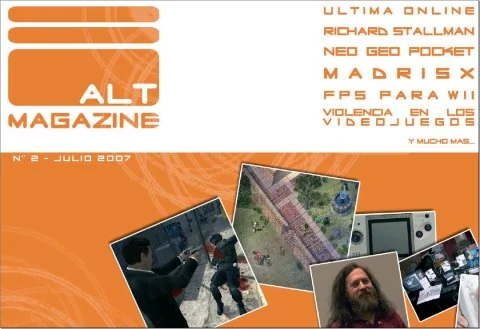 ALT
MAGAZINE
Nº 2 - JULIO 2007
ULTIMA ONLINE
RICHARD STALLMAN
NEO GEO POCKET
MADRISX
FPS PARA WII
VIOLENCIA EN LOS
VIDEOJUEGOS
Y MUCHO MAS...